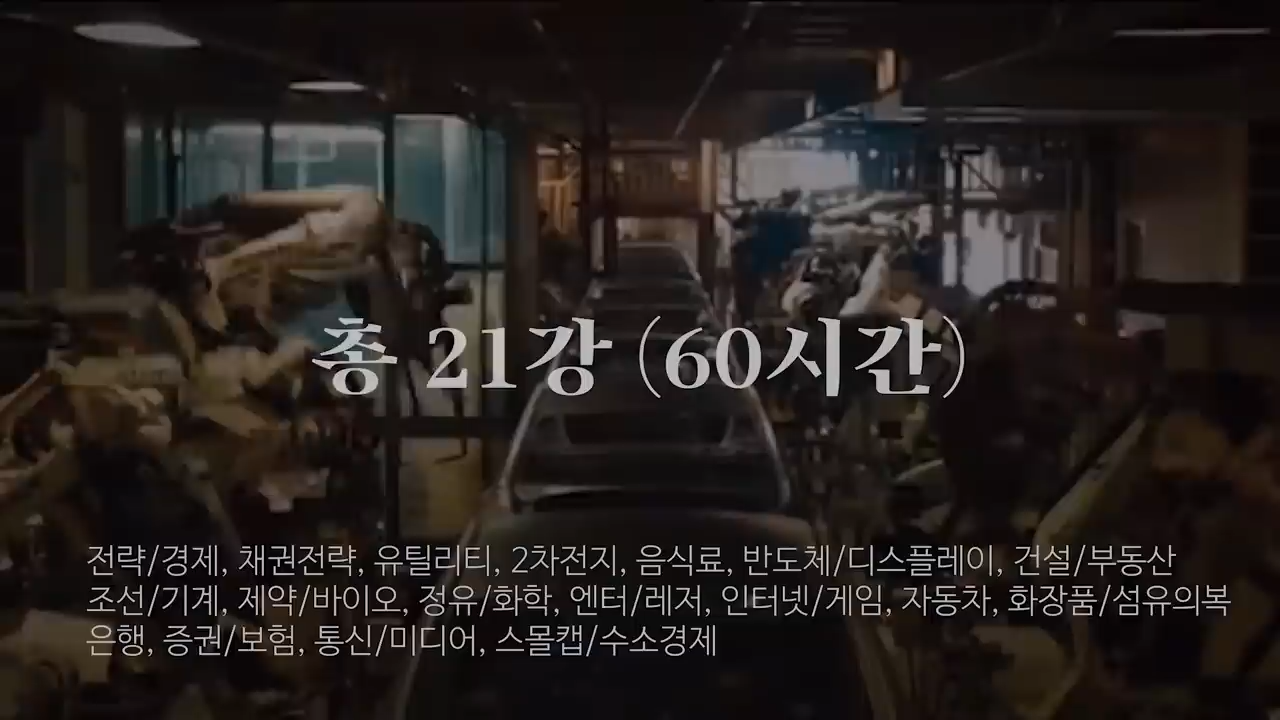 총 21강 (60시간)
전략/경제, 채권전략, 유틸리티, 2차전지, 음식료, 반도체/디스플레이, 건설/부동산
조선/기계, 제약/바이오, 정유/화학, 엔터/레저, 인터넷/게임, 자동차, 화장품/섬유의복
은행, 증권/보험, 통신/미디어, 스몰캡/수소경제